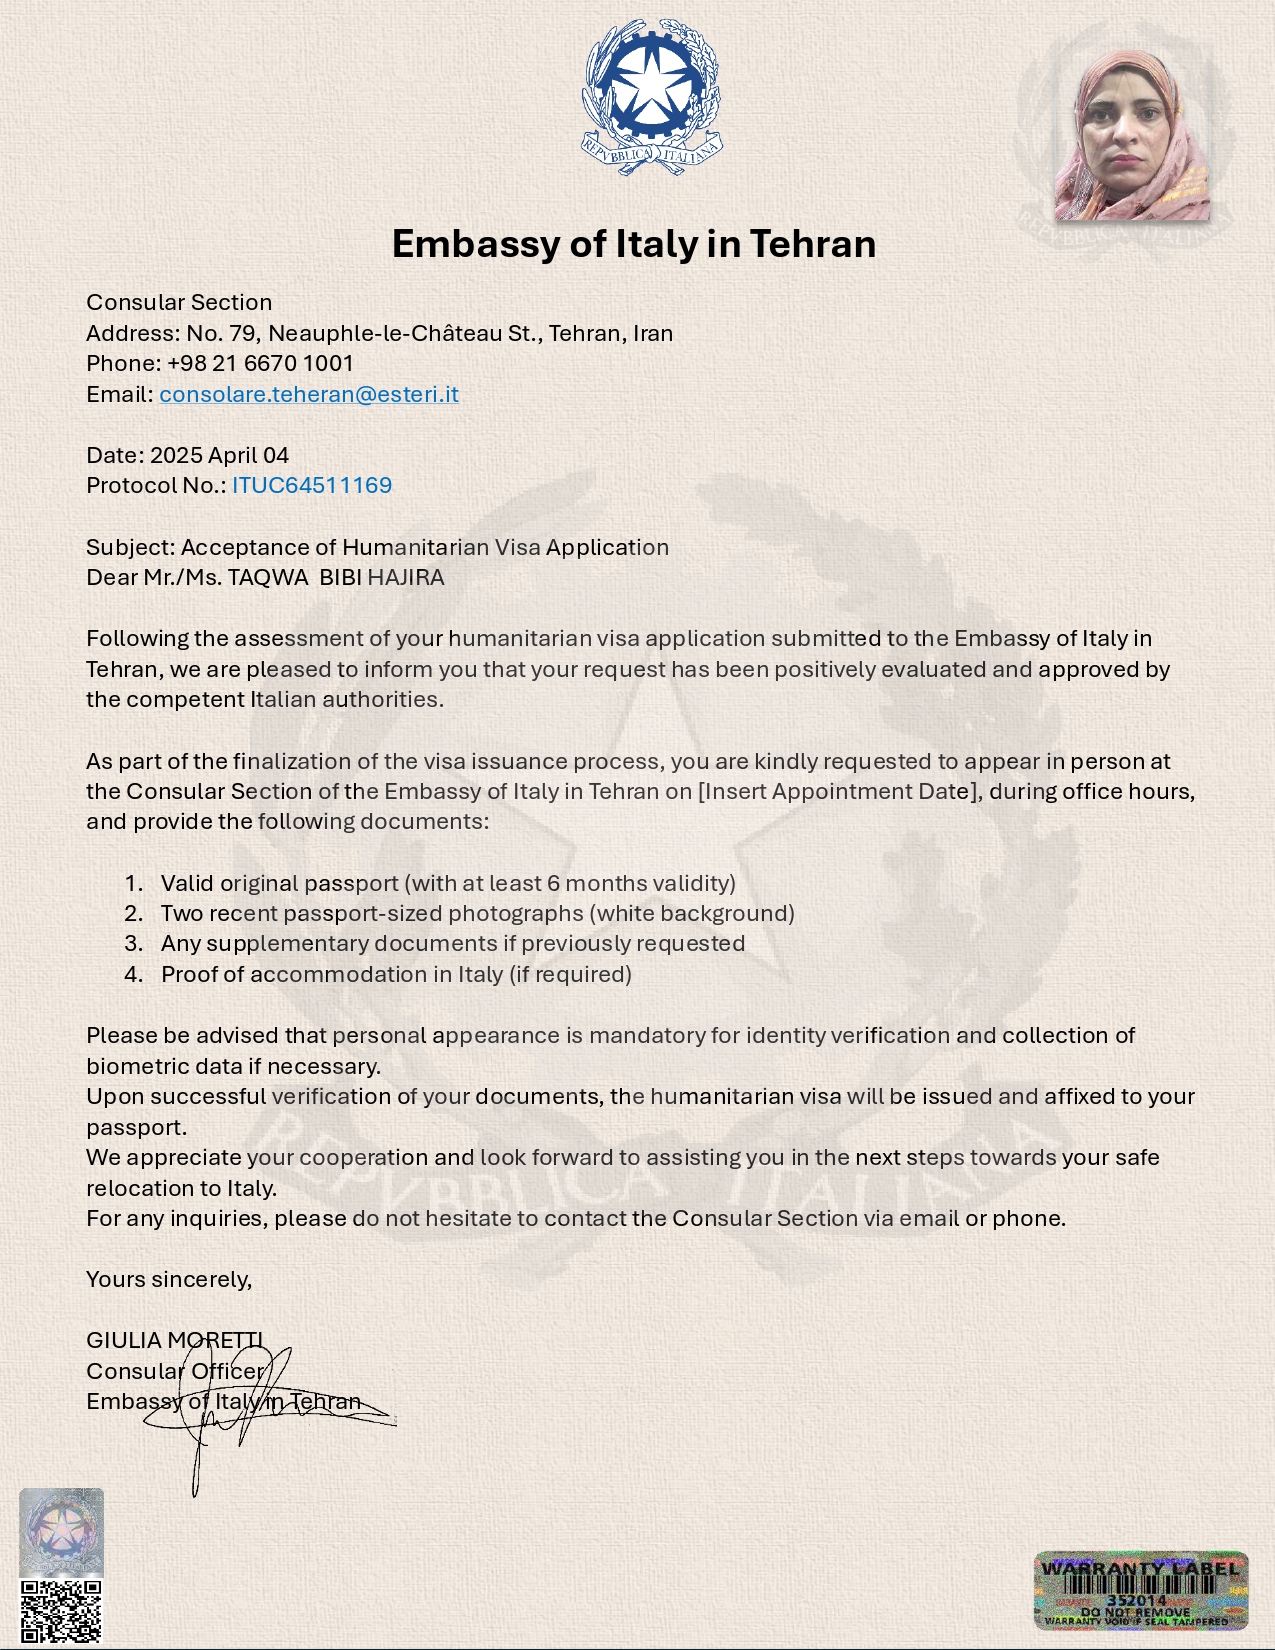 REPVBBLICA ITALIANA
REPVBBLICA ITALIANA
Embassy of Italy in Tehran
Consular Section
Address: No. 79, Neauphle-le-Château St., Tehran, Iran
Phone: +98 21 6670 1001
Email: consolare.teheran@esteri.it
Date: 2025 April 04
Protocol No.: ITUC64511169
Subject: Acceptance of Humanitarian Visa Application
Dear Mr./Ms. TAQWA  BIBI HAJIRA
Following the assessment of your humanitarian visa application submitted to the Embassy of Italy in
Tehran, we are pleased to inform you that your request has been positively evaluated and approved by
the competent Italian authorities.
As part of the finalization of the visa issuance process, you are kindly requested to appear in person at
the Consular Section of the Embassy of Italy in Tehran on [Insert Appointment Date], during office hours,
and provide the following documents:
1. Valid original passport (with at least 6 months validity)
2. Two recent passport-sized photographs (white background)
3. Any supplementary documents if previously requested
4. Proof of accommodation in Italy (if required)
Please be advised that personal appearance is mandatory for identity verification and collection of
biometric data if necessary.
Upon successful verification of your documents, the humanitarian visa will be issued and affixed to your
passport.
We appreciate your cooperation and look forward to assisting you in the next steps towards your safe
relocation to Italy.
For any inquiries, please do not hesitate to contact the Consular Section via email or phone.
REPVBBLICA ITALIANA
Yours sincerely,
GIULIA MORETTI
Consular Officer
Embassy of Italy in Tehran
WARRANTY LABEL
352014
DO NOT REMOVE
WARRANTY VOID IF SEAL TAMPERED